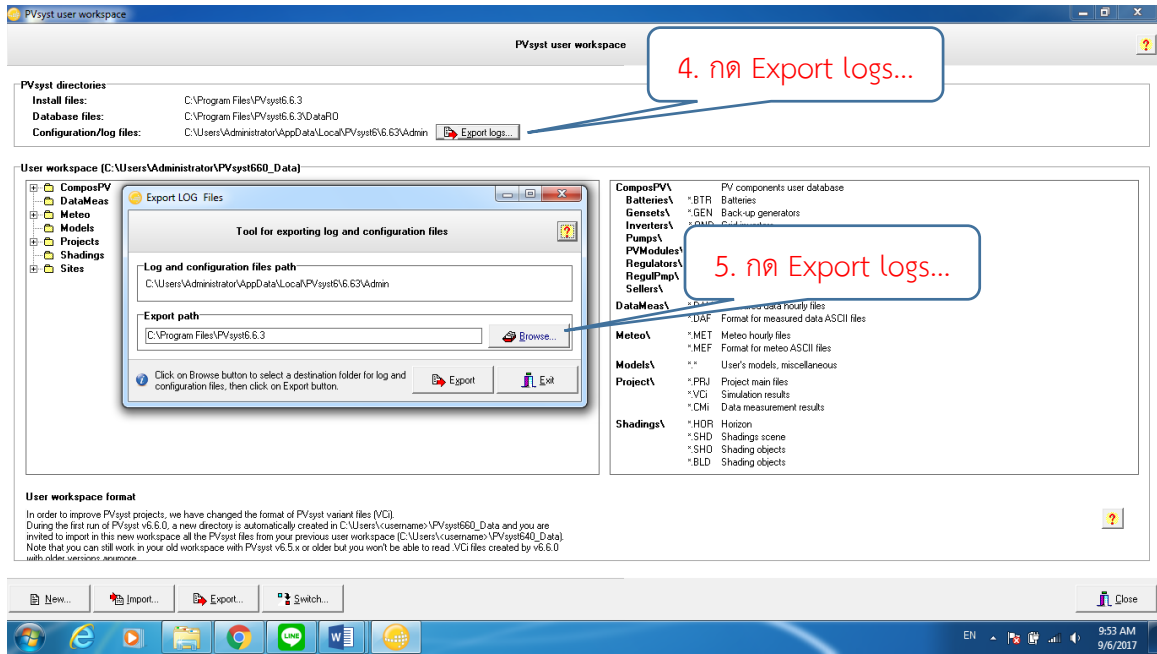 PVsyst user workspace
PVsyst user workspace
4. กด Export logs...
PVsyst directories
Install files: C:\Program Files\PVsyst6.6.3
Database files: C:\Program Files\PVsyst6.6.3\DataRO
Configuration/log files: C:\Users\Administrator\AppData\Local\PVsyst6\6.63\Admin Export logs...
User workspace (C:\Users\Administrator\PVsyst660_Data)
ComposPV
DataMeas
Meteo
Models
Projects
Shadings
Sites
Export LOG Files
Tool for exporting log and configuration files
Log and configuration files path
C:\Users\Administrator\AppData\Local\PVsyst6\6.63\Admin
Export path
C:\Program Files\PVsyst6.6.3 Browse...
Click on Browse button to select a destination folder for log and
configuration files, then click on Export button.
Export Exit
5. กด Export logs...
ComposPV\ PV components user database
Batteries\ *.BTR Batteries
Gensets\ *.GEN Back-up generators
Inverters\
Pumps\
PVModules\
Regulators\
RegulPmp\
Sellers\
DataMeas\ data hourly files
*.DAF Format for measured data ASCII files
Meteo\ *.MET Meteo hourly files
*.MEF Format for meteo ASCII files
Models\ *.* User's models, miscellaneous
Project\ *.PRJ Project main files
*.VCi Simulation results
*.CMi Data measurement results
Shadings\ *.HOR Horizon
*.SHD Shadings scene
*.SHO Shading objects
*.BLD Shading objects
User workspace format
In order to improve PVsyst projects, we have changed the format of PVsyst variant files (VCi).
During the first run of PVsyst v6.6.0, a new directory is automatically created in C:\Users\<username>\PVsyst660_Data and you are
invited to import in this new workspace all the PVsyst files from your previous user workspace (C:\Users\<username>\PVsyst640_Data).
Note that you can still work in your old workspace with PVsyst v6.5.x or older but you won't be able to read .VCi files created by v6.6.0
with older versions anymore
New... Import... Export... Switch... Close
LINE
EN
9:53 AM
9/6/2017